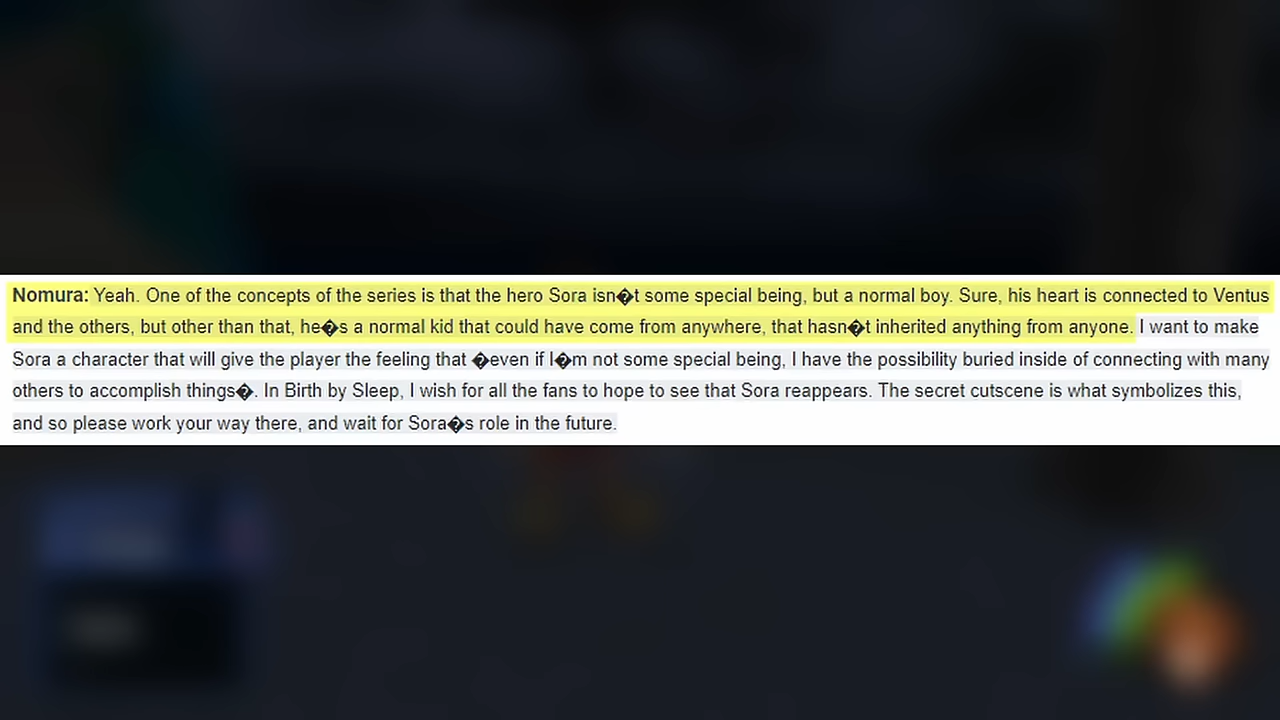 Nomura: Yeah. One of the concepts of the series is that the hero Sora isn�t some special being, but a normal boy. Sure, his heart is connected to Ventus
and the others, but other than that, he�s a normal kid that could have come from anywhere, that hasn�t inherited anything from anyone. I want to make
Sora a character that will give the player the feeling that �even if I�m not some special being, I have the possibility buried inside of connecting with many
others to accomplish things�. In Birth by Sleep, I wish for all the fans to hope to see that Sora reappears. The secret cutscene is what symbolizes this,
and so please work your way there, and wait for Sora�s role in the future.